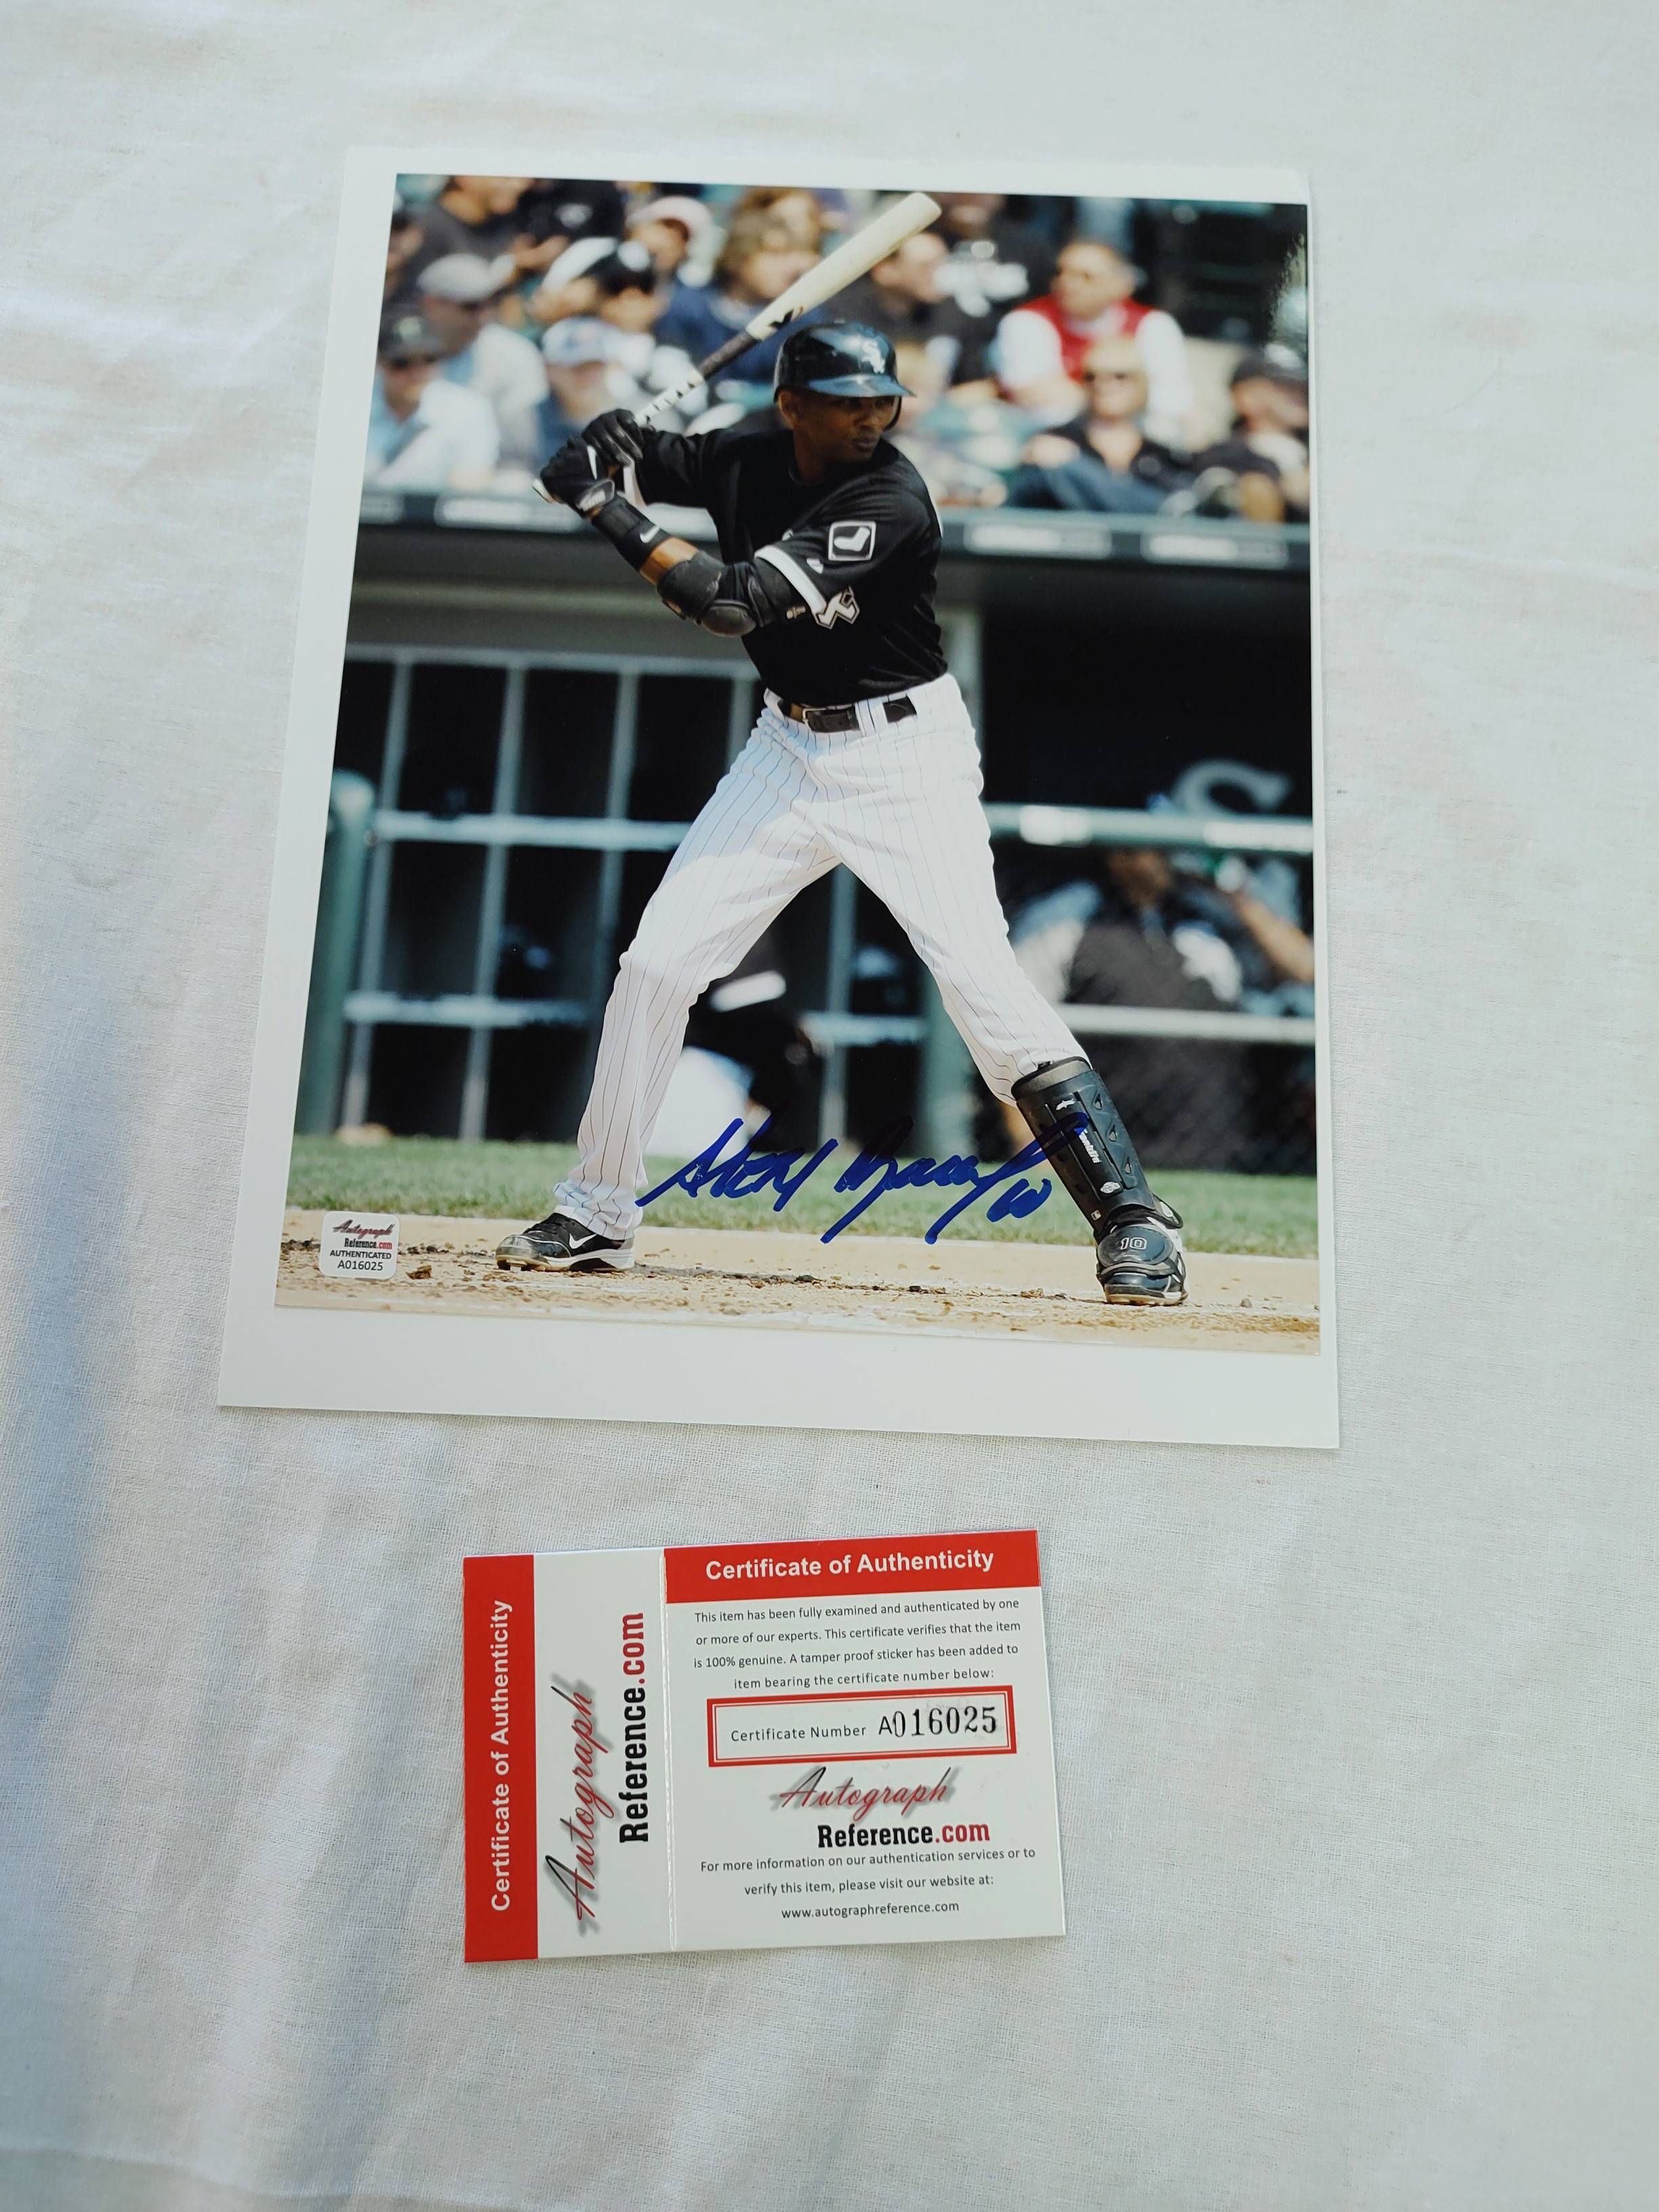 Sox
Alexei Ramirez 10
10
Autograph
Reference.com
AUTHENTICATED
A016025
Certificate of Authenticity
Autograph
Reference.com
Certificate of Authenticity
This item has been fully examined and authenticated by one
or more of our experts. This certificate verifies that the item
is 100% genuine. A tamper proof sticker has been added to
item bearing the certificate number below:
Certificate Number A016025
Autograph
Reference.com
For more information on our authentication services or to
verify this item, please visit our website at:
www.autographreference.com